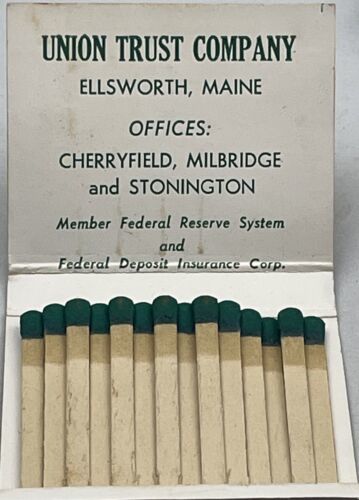 UNION TRUST COMPANY
ELLSWORTH, MAINE
OFFICES:
CHERRYFIELD, MILBRIDGE
and STONINGTON
Member Federal Reserve System
and
Federal Deposit Insurance Corp.